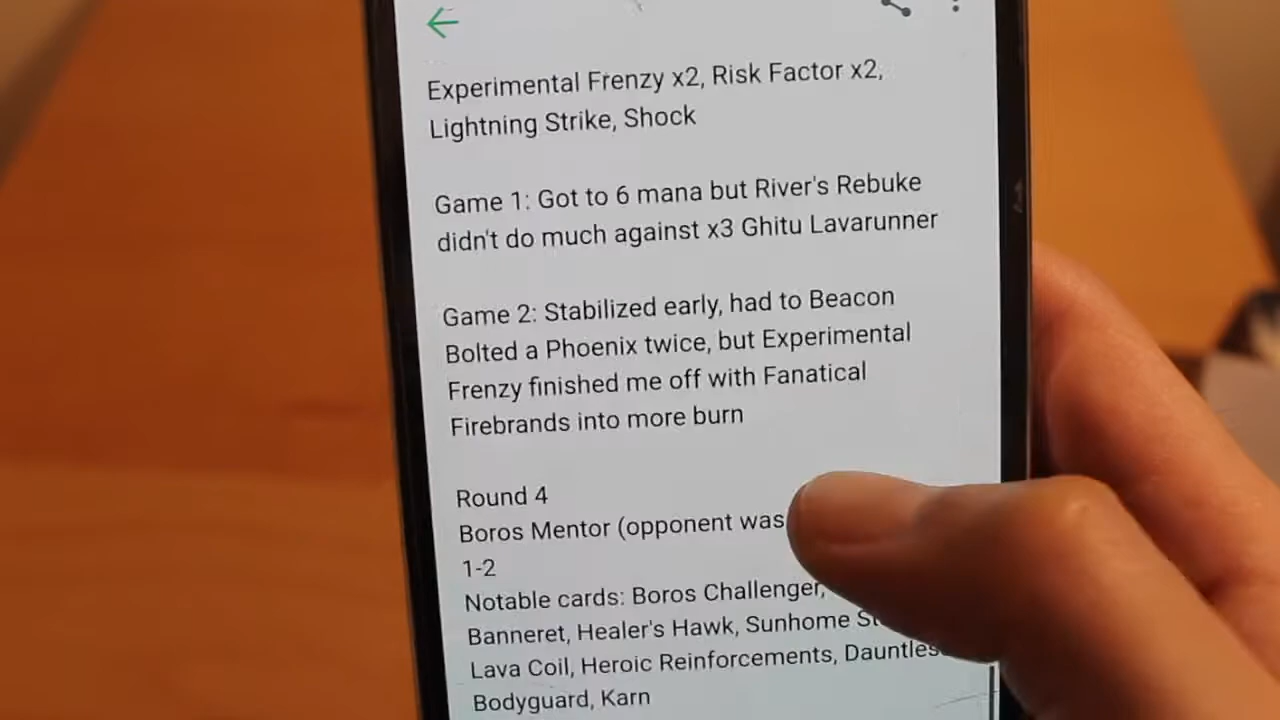 Experimental Frenzy x2, Risk Factor x2,
Lightning Strike, Shock
Game 1: Got to 6 mana but River's Rebuke
didn't do much against x3 Ghitu Lavarunner
Game 2: Stabilized early, had to Beacon
Bolted a Phoenix twice, but Experimental
Frenzy finished me off with Fanatical
Firebrands into more burn
Round 4
Boros Mentor (opponent was
1-2
Notable cards: Boros Challenger,
Banneret, Healer's Hawk, Sunhome
Lava Coil, Heroic Reinforcements, Dauntless
Bodyguard, Karn